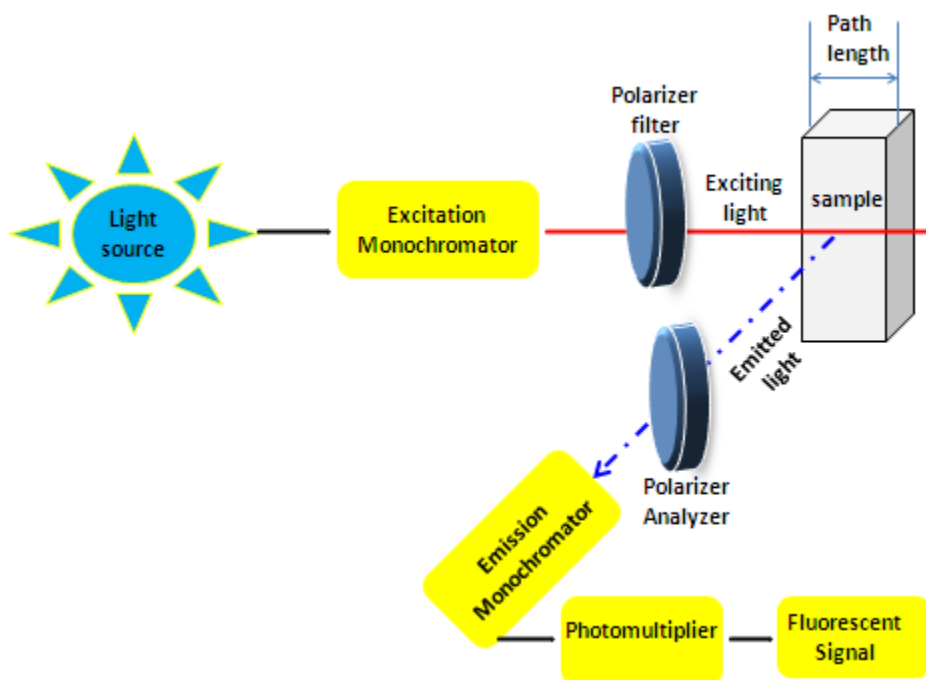 Path
length
Polarizer
filter
Exciting
light
sample
Light
source
Excitation
Monochromator
Emitted
light
Polarizer
Analyzer
Emission
Monochromator
Photomultiplier
Fluorescent
Signal